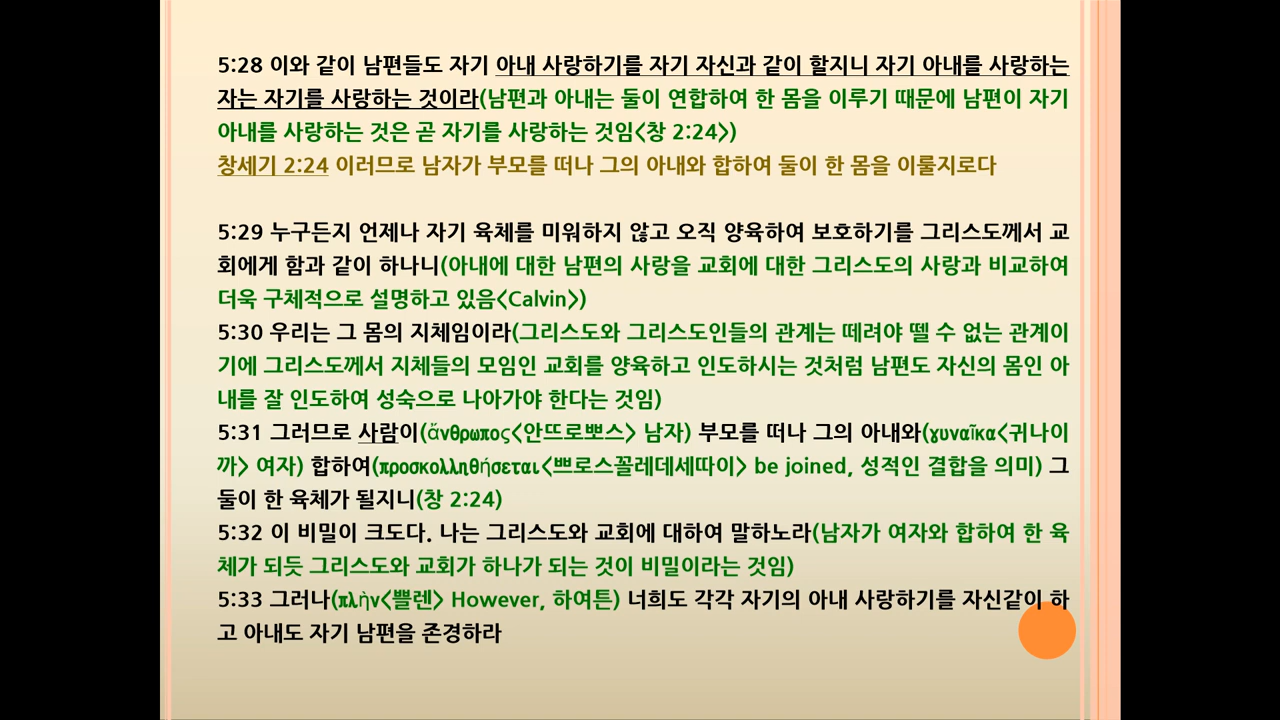 5:28 이와 같이 남편들도 자기 아내 사랑하기를 자기 자신과 같이 할지니 자기 아내를 사랑하는
자는 자기를 사랑하는 것이라(남편과 아내는 둘이 연합하여 한 몸을 이루기 때문에 남편이 자기
아내를 사랑하는 것은 곧 자기를 사랑하는 것임<창 2:24>)
창세기 2:24 이러므로 남자가 부모를 떠나 그의 아내와 합하여 둘이 한 몸을 이룰지로다
5:29 누구든지 언제나 자기 육체를 미워하지 않고 오직 양육하여 보호하기를 그리스도께서 교
회에게 함과 같이 하나니(아내에 대한 남편의 사랑을 교회에 대한 그리스도의 사랑과 비교하여
더욱 구체적으로 설명하고 있음<Calvin>)
5:30 우리는 그 몸의 지체임이라(그리스도와 그리스도인들의 관계는 떼려야 뗄 수 없는 관계이
기에 그리스도께서 지체들의 모임인 교회를 양육하고 인도하시는 것처럼 남편도 자신의 몸인 아
내를 잘 인도하여 성숙으로 나아가야 한다는 것임)
5:31 그러므로 사람이(ἄνθρωπος<안뜨로뽀스> 남자) 부모를 떠나 그의 아내와(γυναῖκα<귀나이
까> 여자) 합하여(προσκολληθήσεται<쁘로스꼴레데세따이> be joined, 성적인 결합을 의미) 그
둘이 한 육체가 될지니(창 2:24)
5:32 이 비밀이 크도다. 나는 그리스도와 교회에 대하여 말하노라(남자가 여자와 합하여 한 육
체가 되듯 그리스도와 교회가 하나가 되는 것이 비밀이라는 것임)
5:33 그러나(πλὴν<쁠렌> However, 하여튼) 너희도 각각 자기의 아내 사랑하기를 자신같이 하
고 아내도 자기 남편을 존경하라